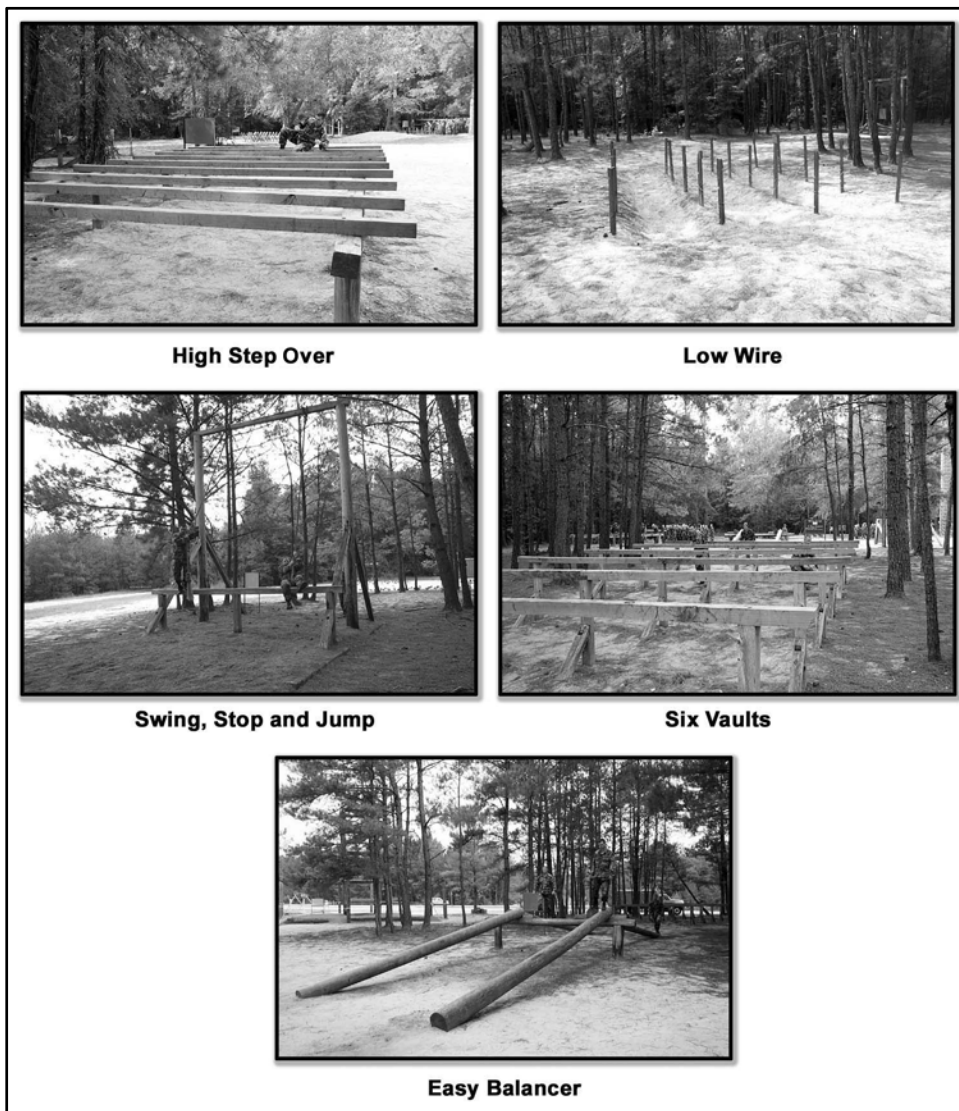 High Step Over
Low Wire
Swing, Stop and Jump
Six Vaults
Easy Balancer